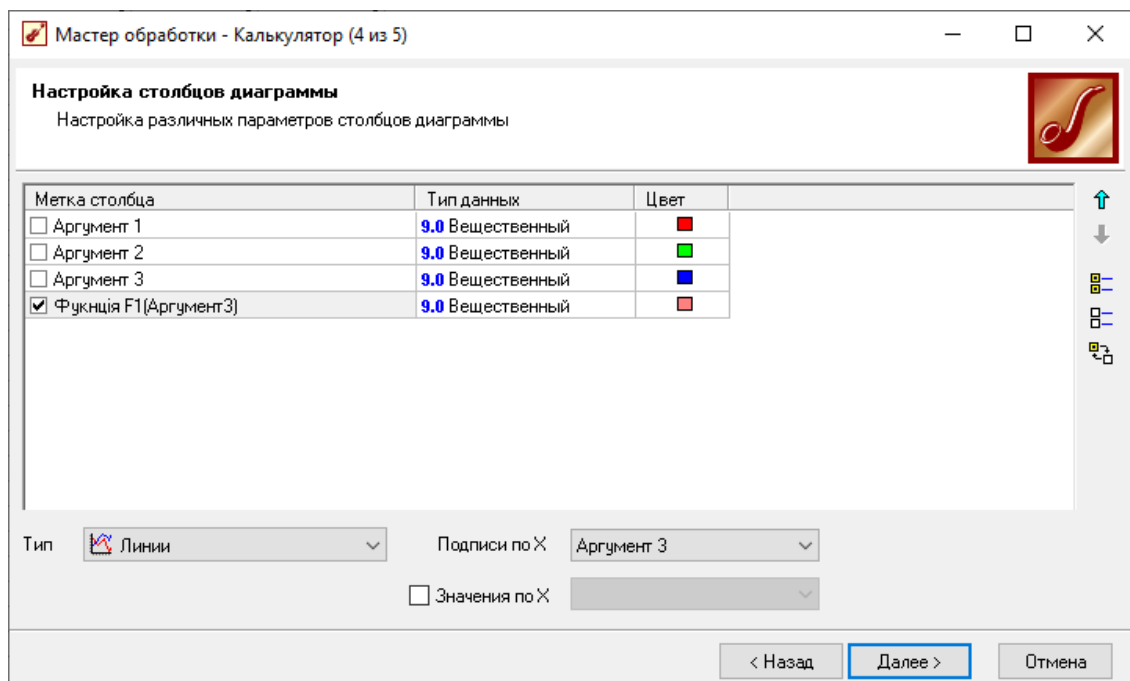 Мастер обработки - Калькулятор (4 из 5)
Настройка столбцов диаграммы
Настройка различных параметров столбцов диаграммы
Метка столбца Тип данных Цвет
Аргумент 1 9.0 Вещественный
Аргумент 2 9.0 Вещественный
Аргумент 3 9.0 Вещественный
Фукнція F1(Аргумент3) 9.0 Вещественный
Тип Линии Подписи по X Аргумент 3
Значения по X
< Назад Далее > Отмена